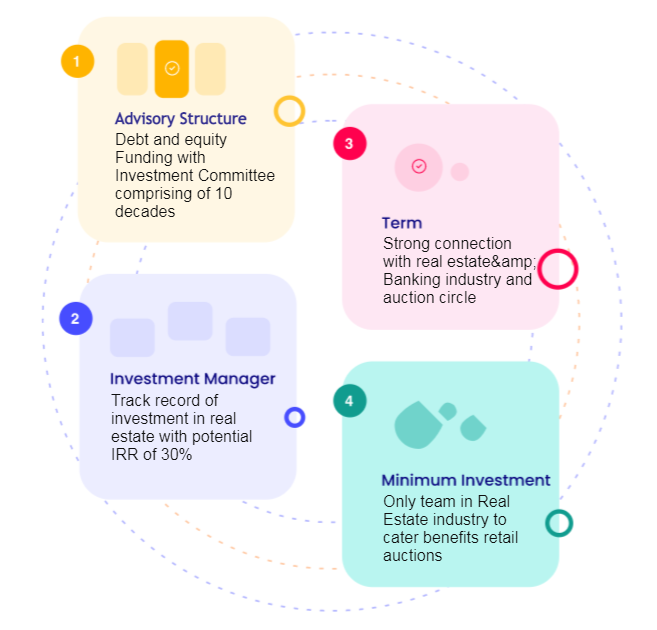 1
Advisory Structure
Debt and equity
Funding with
Investment Committee
comprising of 10
decades
2
Investment Manager
Track record of
investment in real
estate with potential
IRR of 30%
3
Term
Strong connection
with real estate&amp;amp;
Banking industry and
auction circle
4
Minimum Investment
Only team in Real
Estate industry to
cater benefits retail
auctions